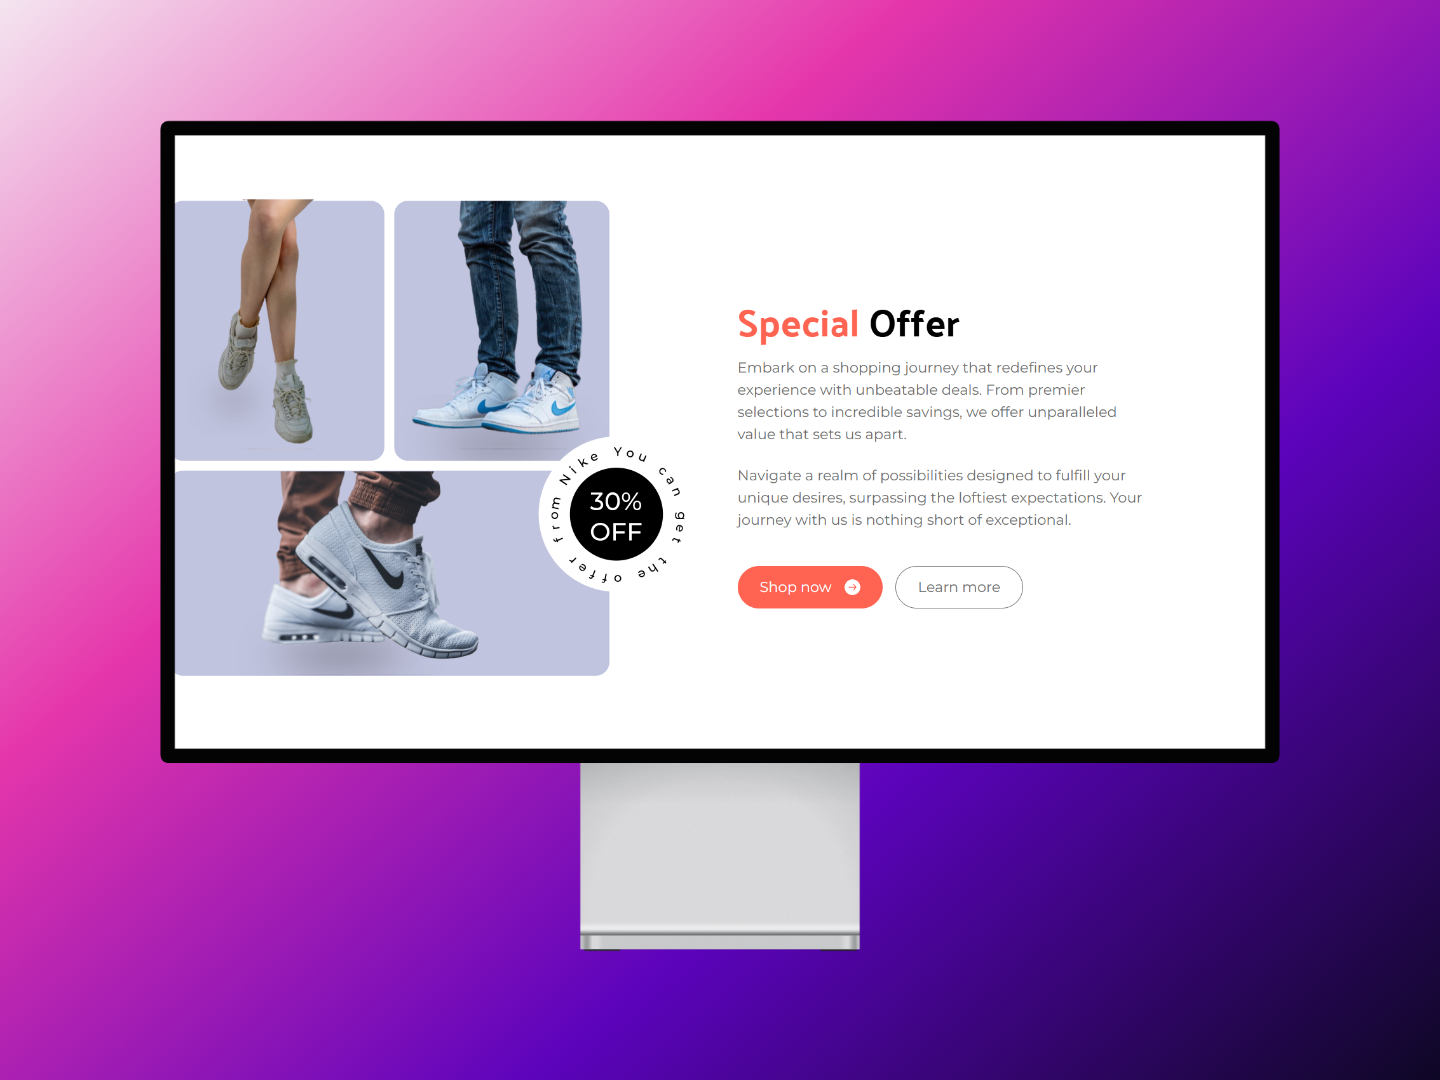 Special Offer
Embark on a shopping journey that redefines your
experience with unbeatable deals. From premier
selections to incredible savings, we offer unparalleled
value that sets us apart.
Navigate a realm of possibilities designed to fulfill your
unique desires, surpassing the loftiest expectations. Your
journey with us is nothing short of exceptional.
Shop now
Learn more
You can get the offer from Nike
30%
OFF